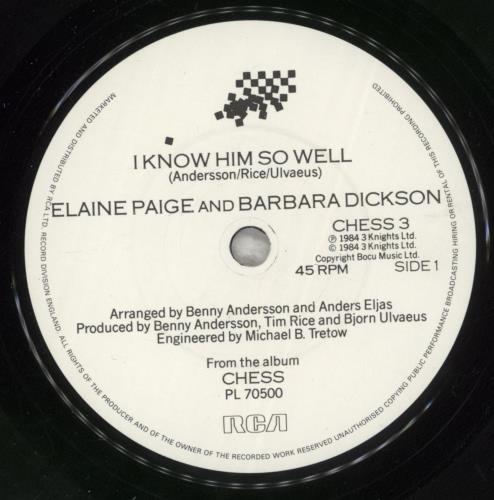 I KNOW HIM SO WELL
(Andersson/Rice/Ulvaeus)
ELAINE PAIGE AND BARBARA DICKSON
CHESS 3
℗ 1984 3 Knights Ltd.
© 1984 3 Knights Ltd.
Copyright Bocu Music Ltd.
45 RPM SIDE 1
Arranged by Benny Andersson and Anders Eljas
Produced by Benny Andersson, Tim Rice and Bjorn Ulvaeus
Engineered by Michael B. Tretow
From the album
CHESS
PL 70500
RCA
MARKETED AND DISTRIBUTED BY RCA LTD. RECORD DIVISION ENGLAND. ALL RIGHTS OF THE PRODUCER AND OF THE OWNER OF THE RECORDED WORK RESERVED UNAUTHORISED COPYING PUBLIC PERFORMANCE BROADCASTING HIRING OR RENTAL OF THIS RECORDING PROHIBITED